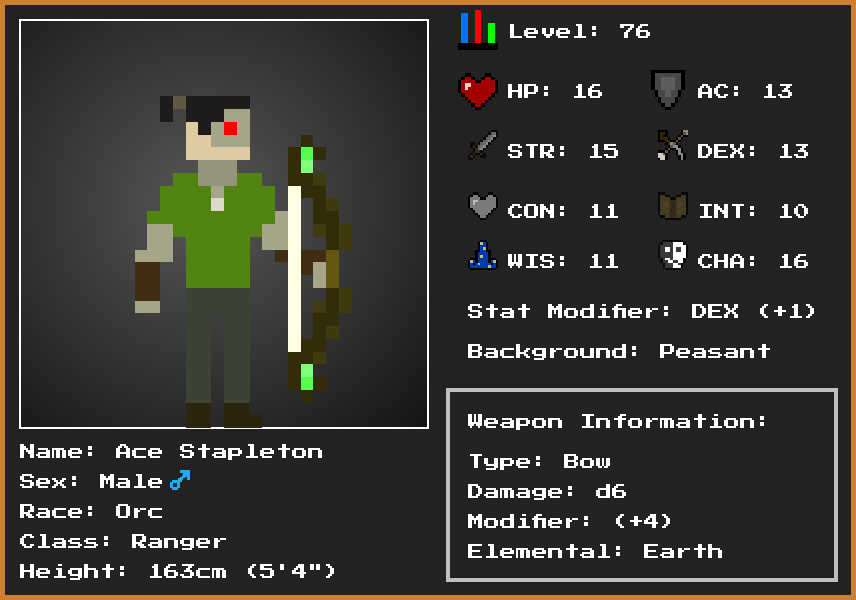 Level: 76
HP: 16 AC: 13
STR: 15 DEX: 13
CON: 11 INT: 10
WIS: 11 CHA: 16
Stat Modifier: DEX (+1)
Background: Peasant
Weapon Information:
Type: Bow
Damage: d6
Modifier: (+4)
Elemental: Earth
Name: Ace Stapleton
Sex: Male ♂
Race: Orc
Class: Ranger
Height: 163cm (5'4")